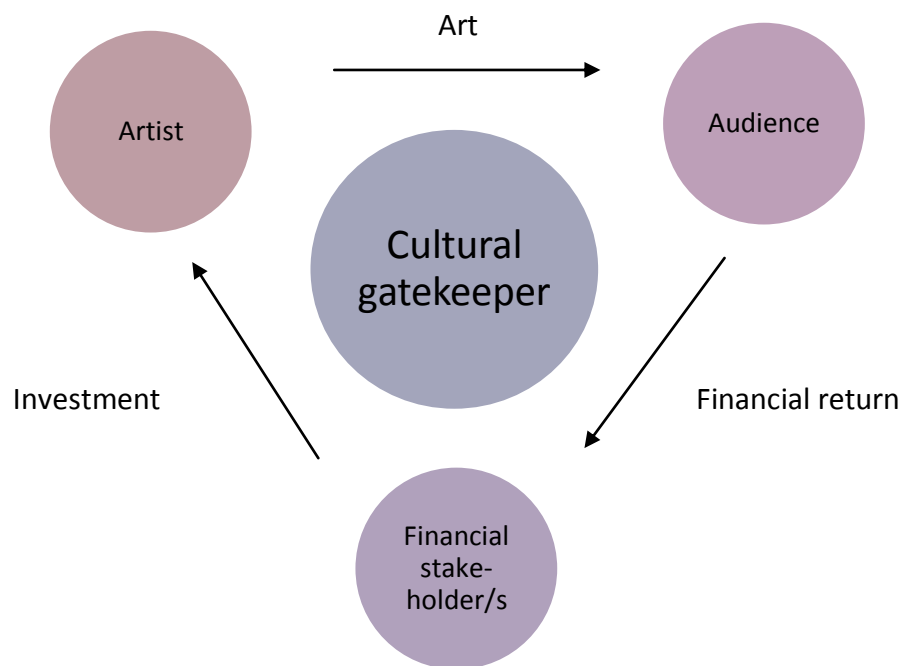 Art
Artist
Audience
Cultural
gatekeeper
Investment
Financial return
Financial
stake-
holder/s